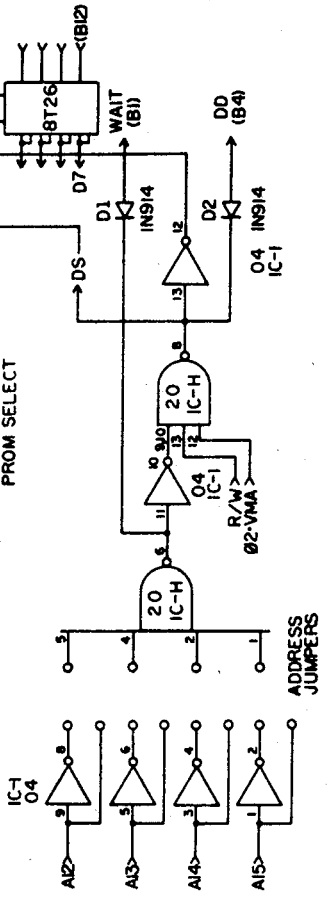 8T26
(B12)
D7
PROM SELECT
DS
D1
WAIT
(B1)
1N914
12
13
04
IC-1
DD
(B4)
D2
1N914
8
20
IC-H
9,10
13
12
10
11
04
IC-1
R/W
Ø2·VMA
6
20
IC-H
5
4
2
1
ADDRESS
JUMPERS
IC-1
04
A12
9
8
A13
5
6
A14
3
4
A15
1
2